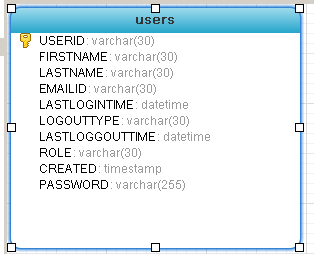 users
USERID: varchar(30)
FIRSTNAME: varchar(30)
LASTNAME: varchar(30)
EMAILID: varchar(30)
LASTLOGINTIME: datetime
LOGOUTTYPE: varchar(30)
LASTLOGGOUTTIME: datetime
ROLE: varchar(30)
CREATED: timestamp
PASSWORD: varchar(255)